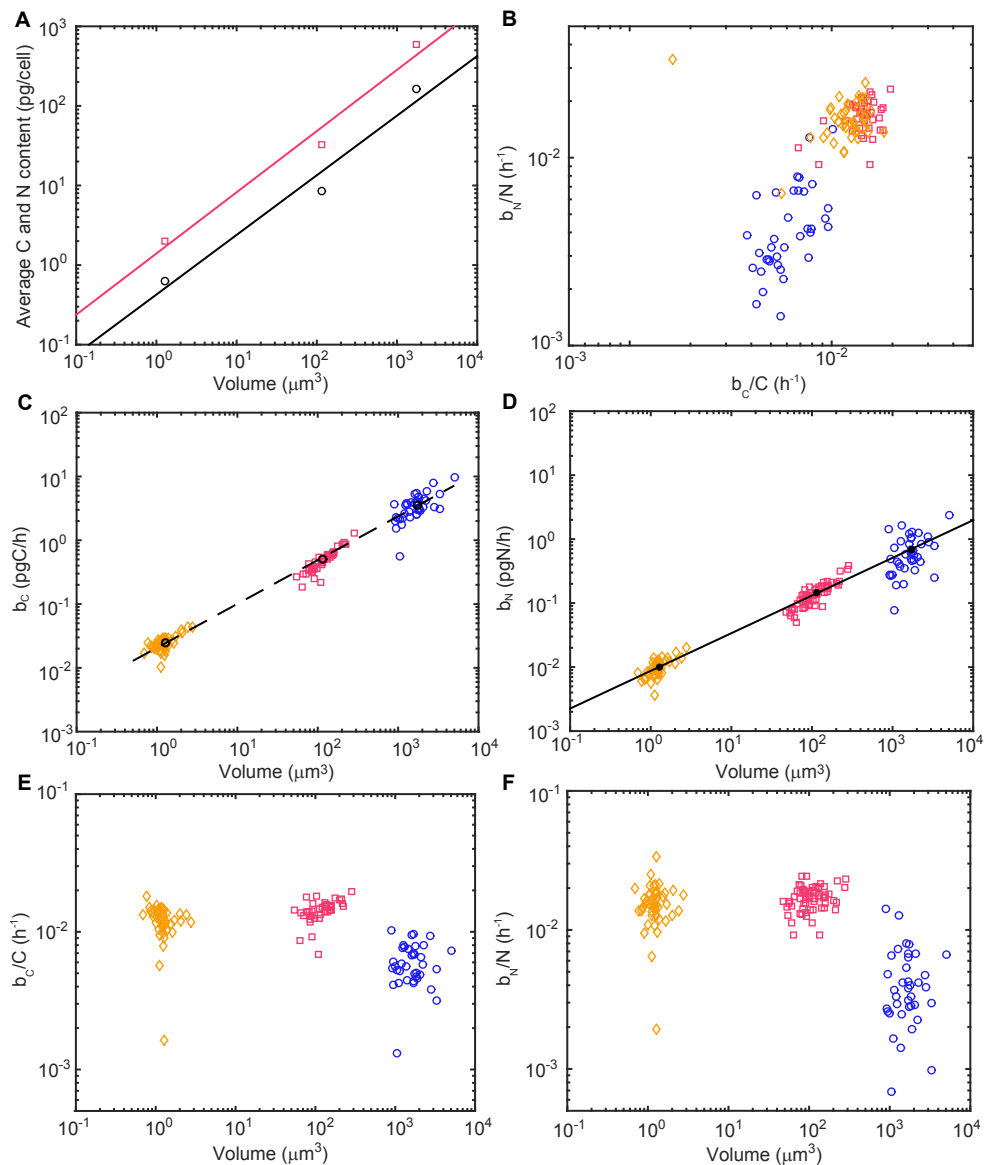 A
Average C and N content (pg/cell)
10³
10²
10¹
10⁰
10⁻¹
10⁻¹ 10⁰ 10¹ 10² 10³ 10⁴
Volume (μm³)
B
b_N/N (h⁻¹)
10⁻²
10⁻³
10⁻³ 10⁻²
b_C/C (h⁻¹)
C
b_C (pgC/h)
10²
10¹
10⁰
10⁻¹
10⁻²
10⁻³
10⁻¹ 10⁰ 10¹ 10² 10³ 10⁴
Volume (μm³)
D
b_N (pgN/h)
10²
10¹
10⁰
10⁻¹
10⁻²
10⁻³
10⁻¹ 10⁰ 10¹ 10² 10³ 10⁴
Volume (μm³)
E
b_C/C (h⁻¹)
10⁻¹
10⁻²
10⁻³
10⁻¹ 10⁰ 10¹ 10² 10³ 10⁴
Volume (μm³)
F
b_N/N (h⁻¹)
10⁻¹
10⁻²
10⁻³
10⁻¹ 10⁰ 10¹ 10² 10³ 10⁴
Volume (μm³)